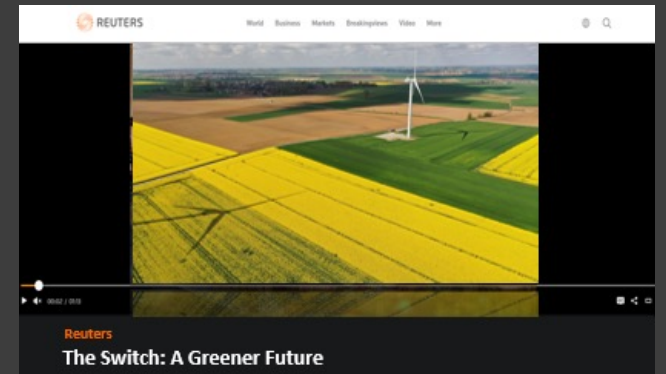 REUTERS
World Business Markets Breakingviews Video More
00:02 / 01:13
Reuters
The Switch: A Greener Future